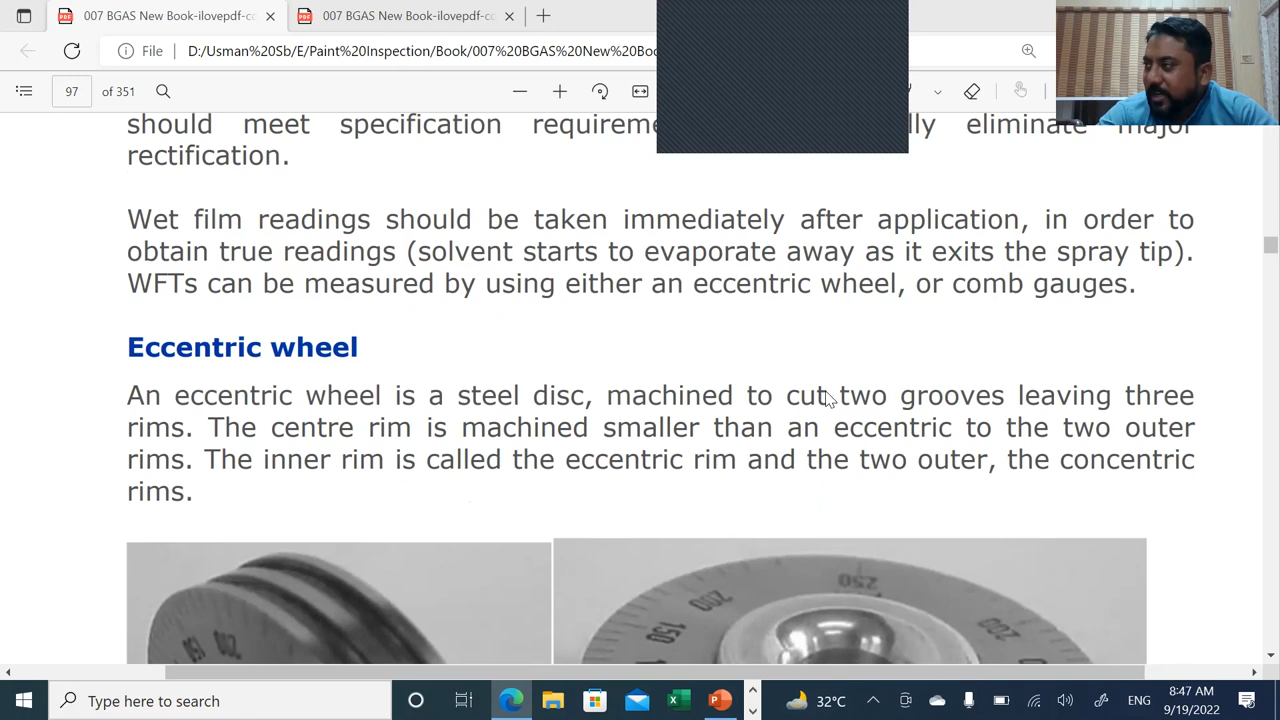 007 BGAS New Book-ilovepdf-co
007 BGAS New Book-ilovepdf-co
File
D:/Usman%20Sb/E/Paint%20Inspection/Book/007%20BGAS%20New%20Boo
97 of 351
should meet specification requireme lly eliminate major
rectification.
Wet film readings should be taken immediately after application, in order to
obtain true readings (solvent starts to evaporate away as it exits the spray tip).
WFTs can be measured by using either an eccentric wheel, or comb gauges.
Eccentric wheel
An eccentric wheel is a steel disc, machined to cut two grooves leaving three
rims. The centre rim is machined smaller than an eccentric to the two outer
rims. The inner rim is called the eccentric rim and the two outer, the concentric
rims.
150 200
150 200 250 200
Type here to search
32°C
ENG
8:47 AM
9/19/2022